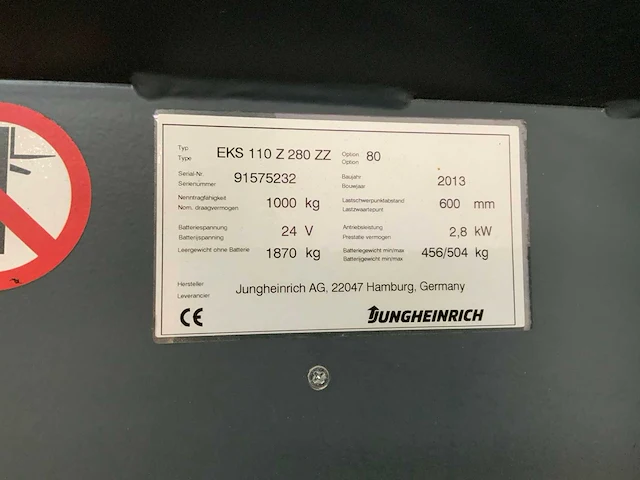 Typ. EKS 110 Z 280 ZZ Option 80
Type Option
Serial-Nr. 91575232 Baujahr 2013
Serienummer Bouwjaar
Nenntragfähigkeit 1000 kg Lastschwerpunktabstand 600 mm
Nom. draagvermogen Lastzwaartepunt
Batteriespannung 24 V Antriebsleistung 2,8 kW
Batterijspanning Prestatie vermogen
Leergewicht ohne Batterie 1870 kg Batteriegewicht min/max 456/504 kg
Batterijgewicht min/max
Hersteller Jungheinrich AG, 22047 Hamburg, Germany
Leverancier
CE JUNGHEINRICH